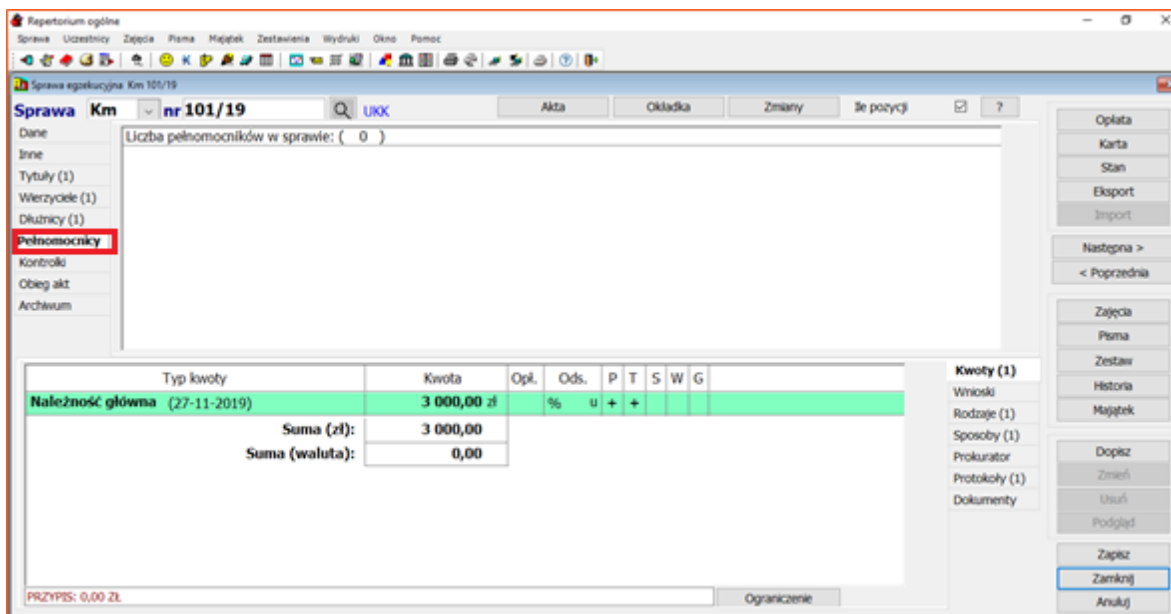 Repertorium ogólne
Sprawa Uczestnicy Zajęcia Pisma Majątek Zestawienia Wydruki Okno Pomoc
Sprawa egzekucyjna Km 101/19
Sprawa Km nr 101/19 UKK Akta Okładka Zmiany Ile pozycji ?
Dane
Inne
Tytuły (1)
Wierzyciele (1)
Dłużnicy (1)
Pełnomocnicy
Kontrolki
Obieg akt
Archiwum
Liczba pełnomocników w sprawie: ( 0 )
Typ kwoty Kwota Opł. Ods. P T S W G
Należność główna (27-11-2019) 3 000,00 zł % u + +
Suma (zł): 3 000,00
Suma (waluta): 0,00
PRZYPIS: 0,00 ZŁ Ograniczenie
Kwoty (1)
Wnioski
Rodzaje (1)
Sposoby (1)
Prokurator
Protokoły (1)
Dokumenty
Opłata
Karta
Stan
Eksport
Import
Następna >
< Poprzednia
Zajęcia
Pisma
Zestaw
Historia
Majątek
Dopisz
Zmień
Usuń
Podgląd
Zapisz
Zamknij
Anuluj